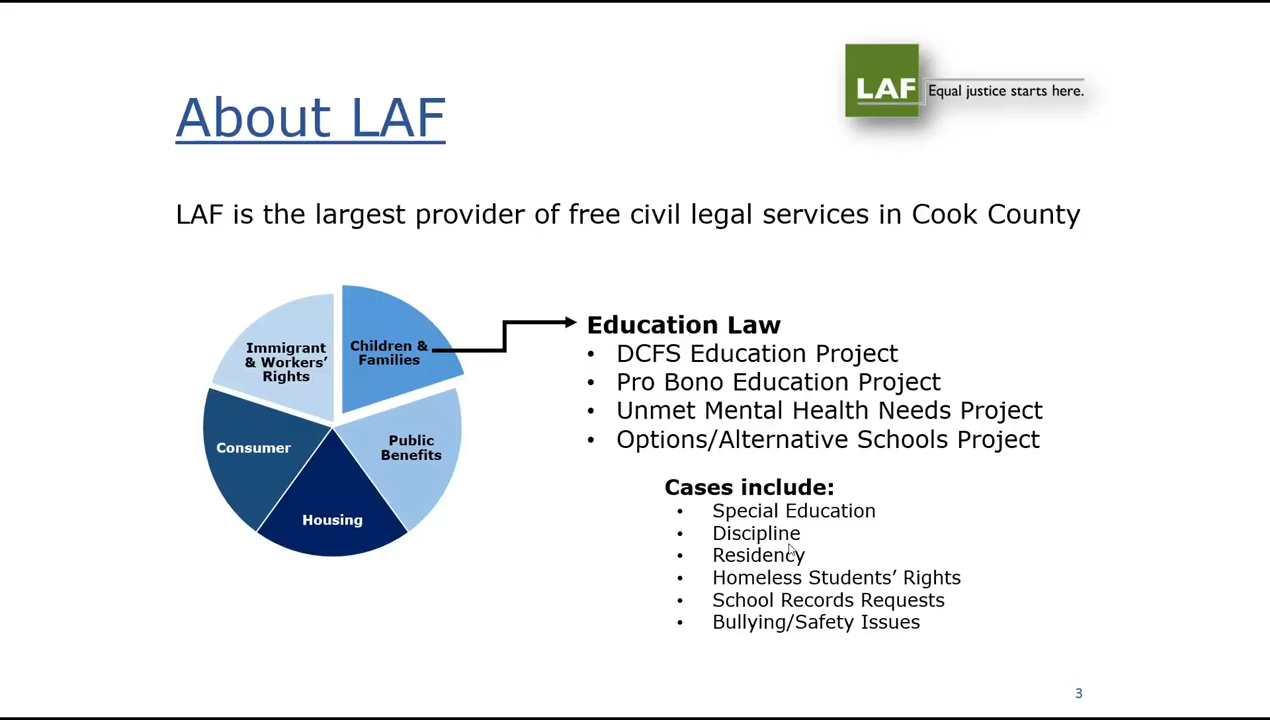 LAF
Equal justice starts here.
About LAF
LAF is the largest provider of free civil legal services in Cook County
Immigrant
& Workers’
Rights
Children &
Families
Consumer
Public
Benefits
Housing
Education Law
• DCFS Education Project
• Pro Bono Education Project
• Unmet Mental Health Needs Project
• Options/Alternative Schools Project
Cases include:
• Special Education
• Discipline
• Residency
• Homeless Students’ Rights
• School Records Requests
• Bullying/Safety Issues
3